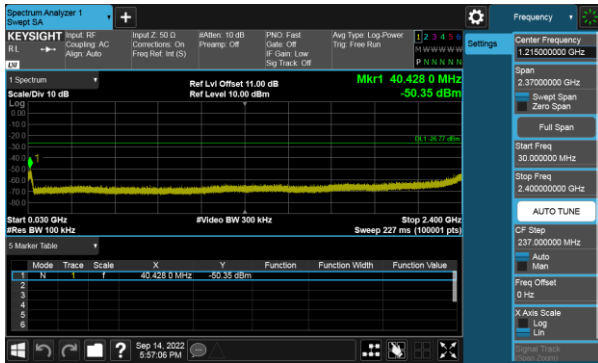 Spectrum Analyzer 1
Swept SA
+
Frequency
KEYSIGHT
RL
Input: RF
Coupling: AC
Align: Auto
Input Z: 50 Ω
Corrections: On
Freq Ref: Int (S)
#Atten: 10 dB
Preamp: Off
PNO: Fast
Gate: Off
IF Gain: Low
Sig Track: Off
Avg Type: Log-Power
Trig: Free Run
1 2 3 4 5 6
M W W W W W
P N N N N N
Settings
Center Frequency
1.215000000 GHz
Span
2.37000000 GHz
Swept Span
Zero Span
Full Span
Start Freq
30.000000 MHz
Stop Freq
2.400000000 GHz
AUTO TUNE
CF Step
237.000000 MHz
Auto
Man
Freq Offset
0 Hz
X Axis Scale
Log
Lin
Signal Track
(Span Zoom)
1 Spectrum
Scale/Div 10 dB
Ref Lvl Offset 11.00 dB
Ref Level 10.00 dBm
Mkr1 40.428 0 MHz
-50.35 dBm
Log
0.00
-10.0
-20.0
-30.0
-40.0
-50.0
-60.0
-70.0
-80.0
1
DL1 -26.77 dBm
Start 0.030 GHz
#Res BW 100 kHz
#Video BW 300 kHz
Stop 2.400 GHz
Sweep 227 ms (100001 pts)
5 Marker Table
Mode Trace Scale X Y Function Function Width Function Value
1 N 1 f 40.428 0 MHz -50.35 dBm
2
3
4
5
6
?
Sep 14, 2022
5:57:06 PM